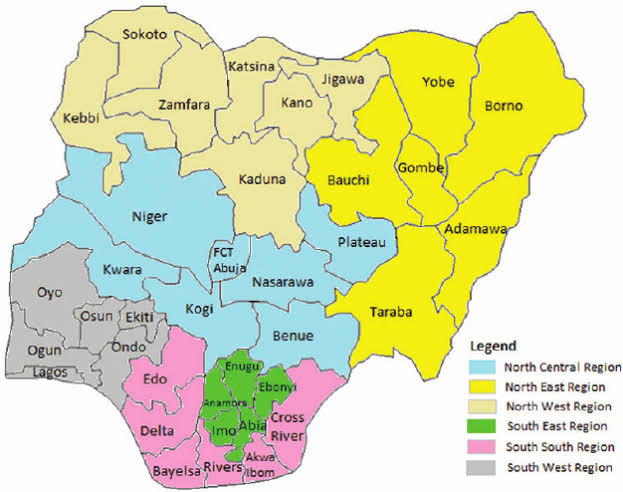 Sokoto
Katsina
Jigawa
Yobe
Borno
Kebbi
Zamfara
Kano
Kaduna
Bauchi
Gombe
Niger
Adamawa
FCT
Abuja
Plateau
Kwara
Nasarawa
Oyo
Kogi
Taraba
Osun
Ekiti
Benue
Ogun
Ondo
Lagos
Edo
Enugu
Ebonyi
Anamors
Delta
Imo
Abia
Cross
River
Bayelsa
Rivers
Akwa
Ibom
Legend
North Central Region
North East Region
North West Region
South East Region
South South Region
South West Region